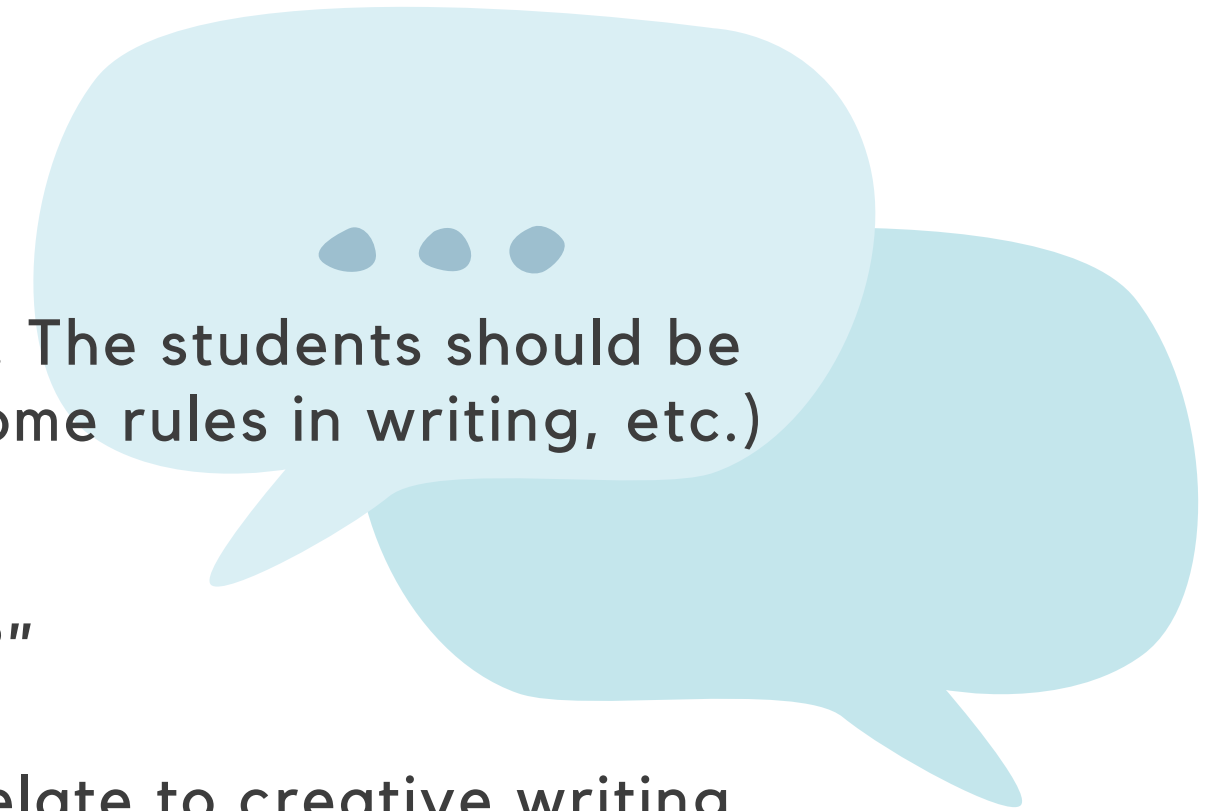 The students should be
rules in writing, etc.)
to creative writing